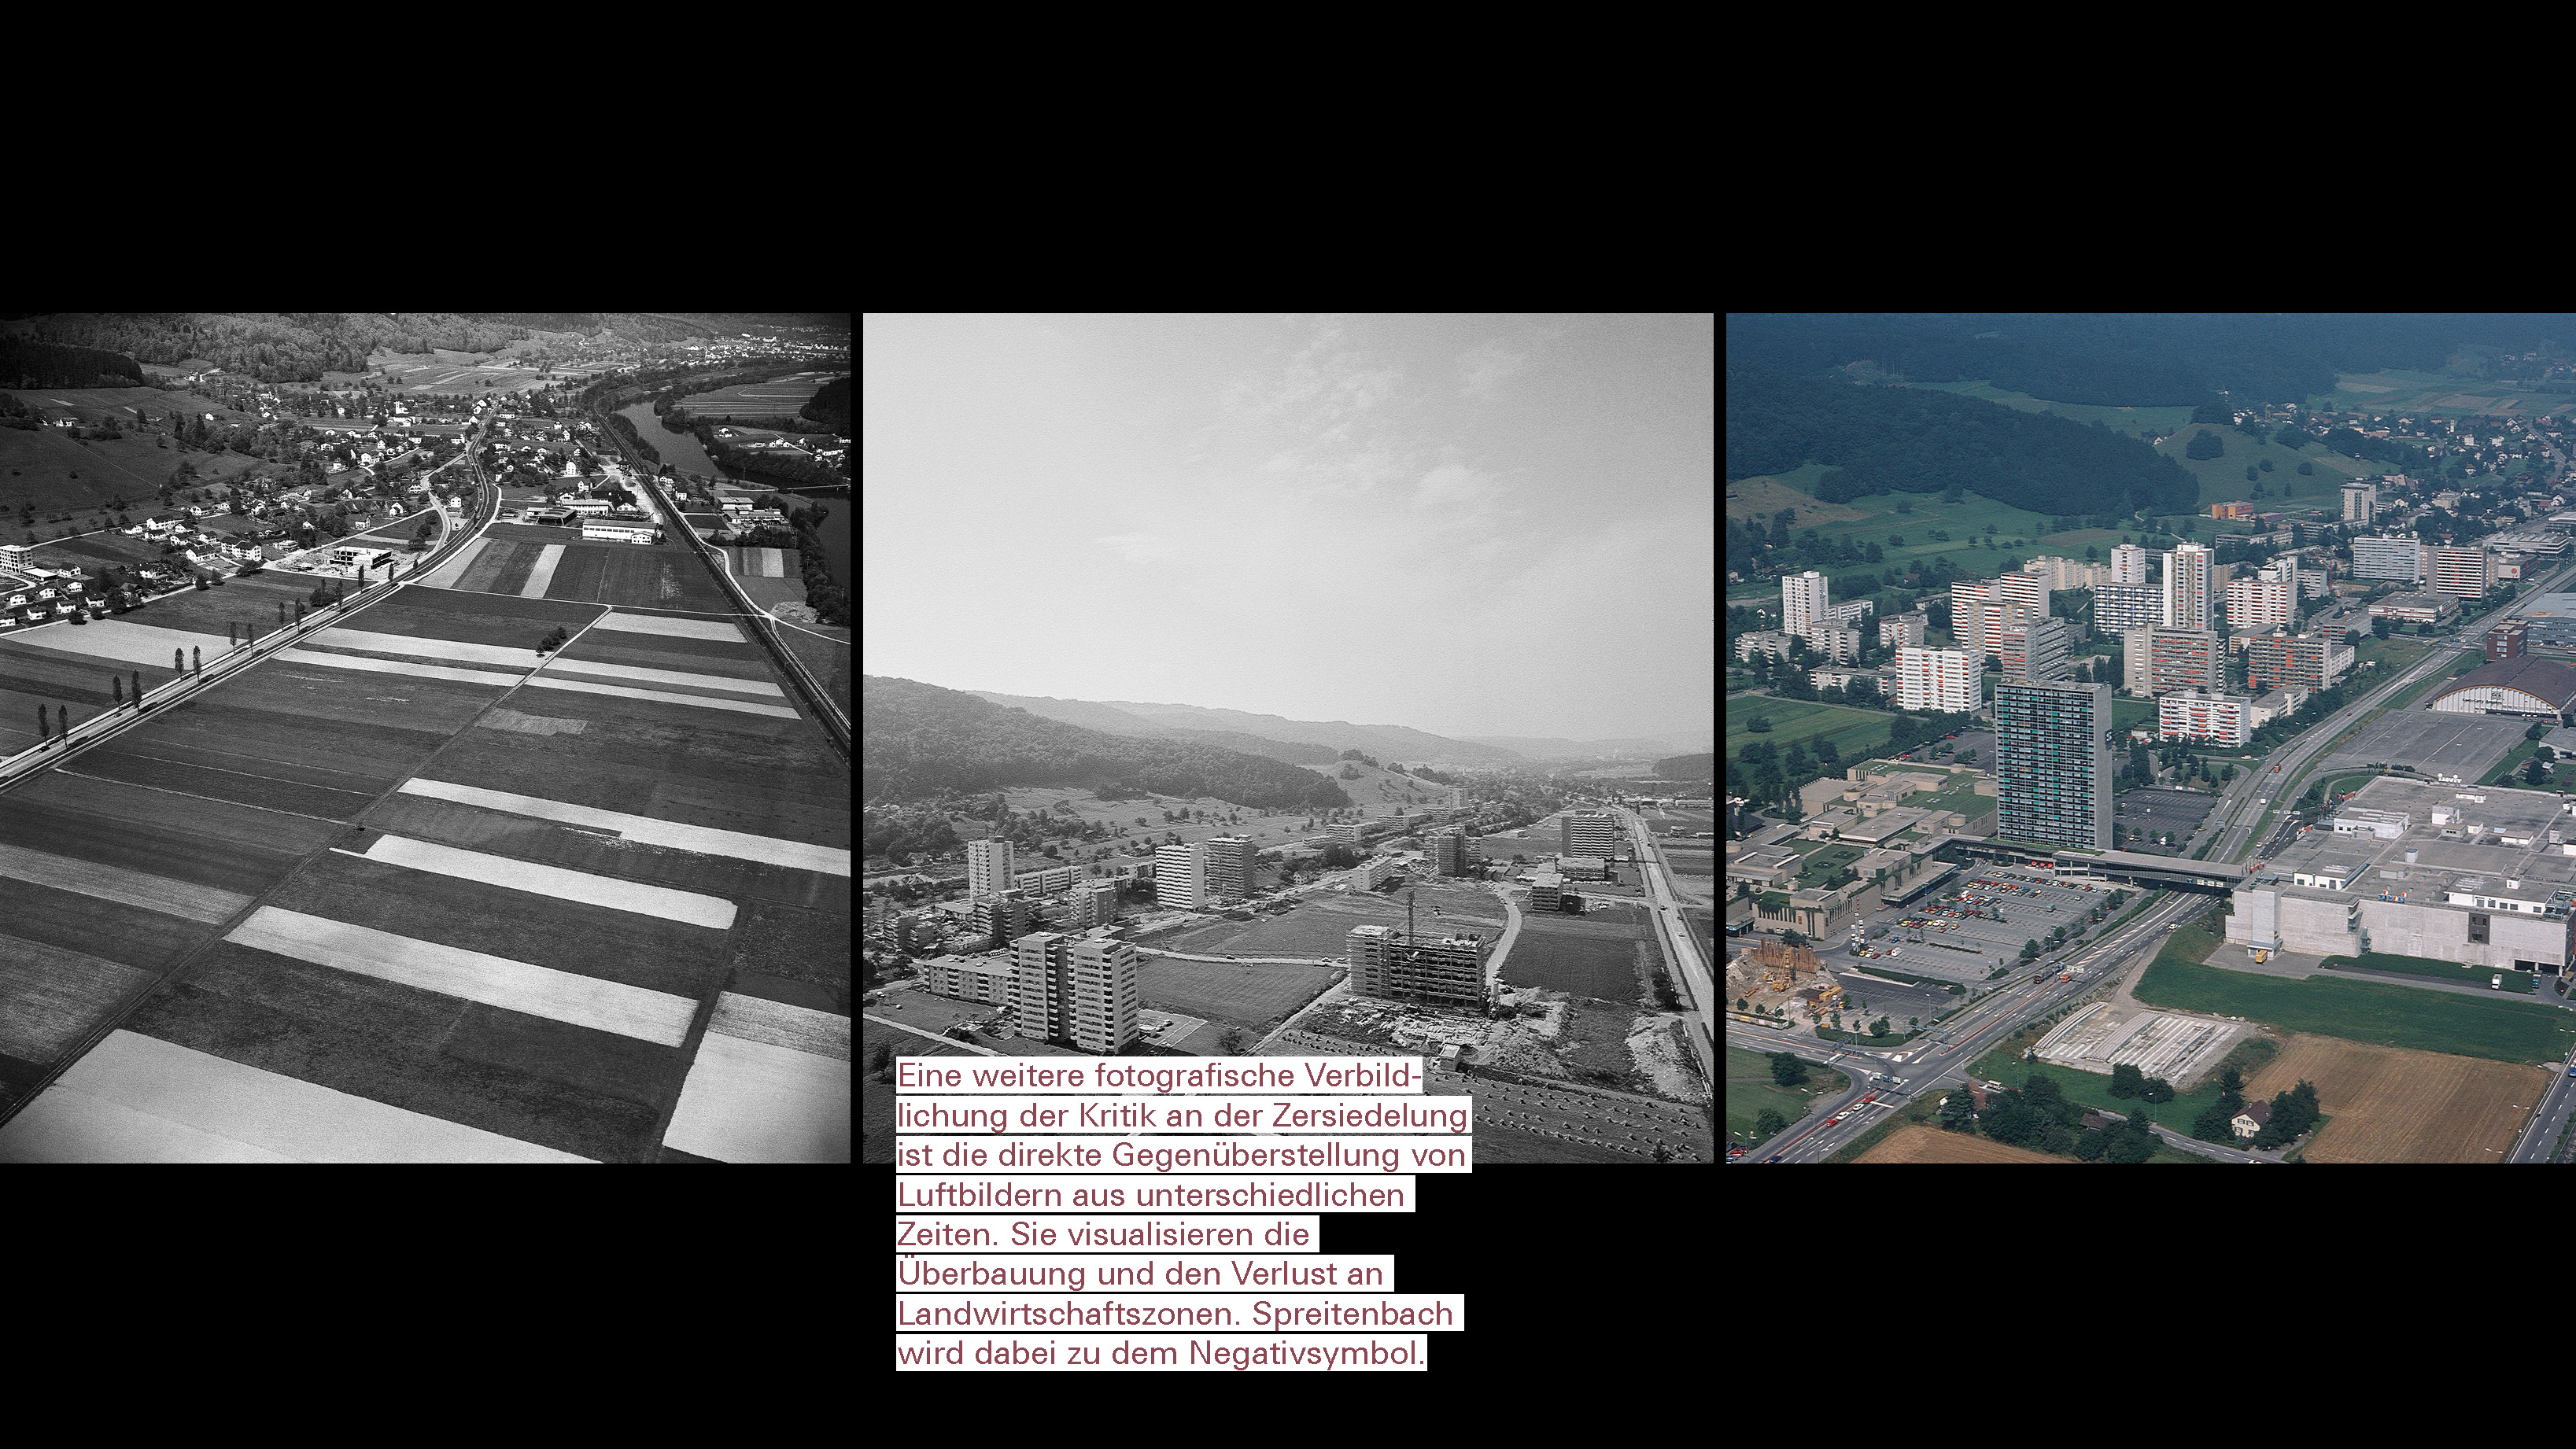 Eine weitere fotografische Verbild-
lichung der Kritik an der Zersiedelung
ist die direkte Gegenüberstellung von
Luftbildern aus unterschiedlichen
Zeiten. Sie visualisieren die
Überbauung und den Verlust an
Landwirtschaftszonen. Spreitenbach
wird dabei zu dem Negativsymbol.